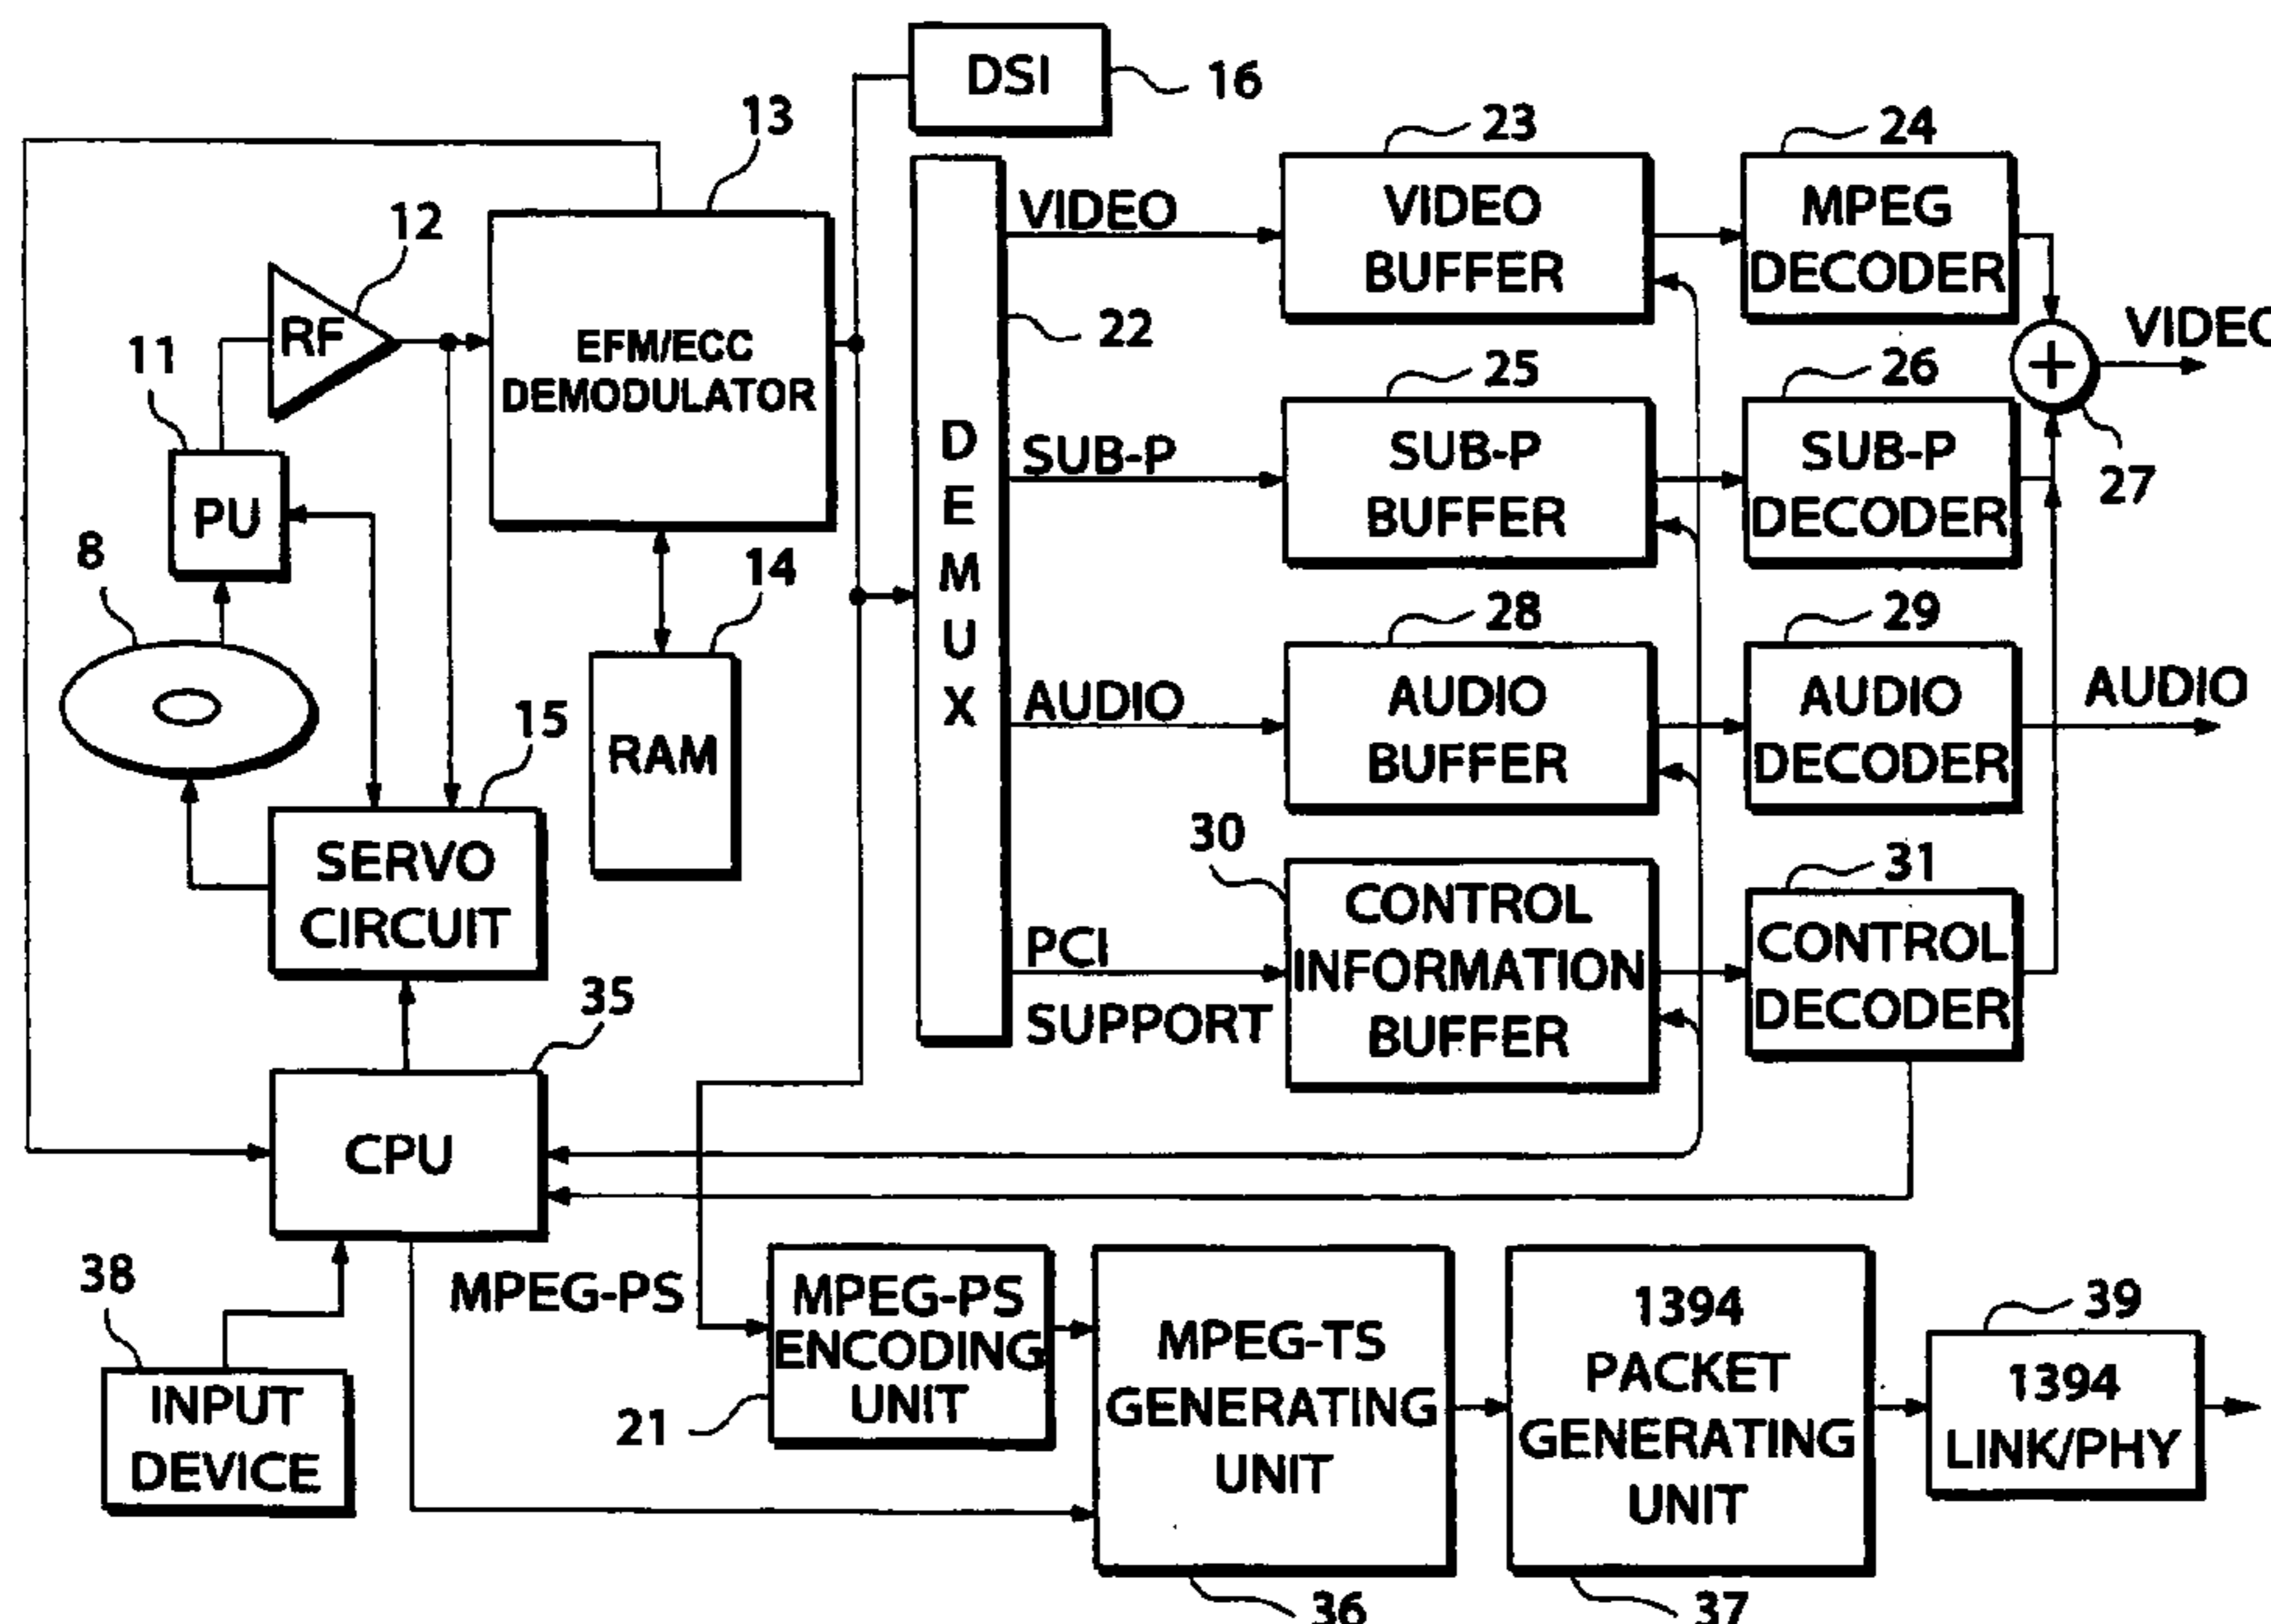 DSI
16
13
23
24
12
VIDEO
VIDEO
BUFFER
MPEG
DECODER
RF
EFM/ECC
DEMODULATOR
22
VIDEO
11
25
26
D
E
M
U
X
SUB-P
SUB-P
BUFFER
SUB-P
DECODER
27
PU
8
14
28
29
AUDIO
AUDIO
BUFFER
AUDIO
DECODER
AUDIO
15
RAM
30
31
SERVO
CIRCUIT
PCI
SUPPORT
CONTROL
INFORMATION
BUFFER
CONTROL
DECODER
35
CPU
38
MPEG-PS
MPEG-PS
ENCODING
UNIT
21
MPEG-TS
GENERATING
UNIT
1394
PACKET
GENERATING
UNIT
39
1394
LINK/PHY
INPUT
DEVICE
36
37